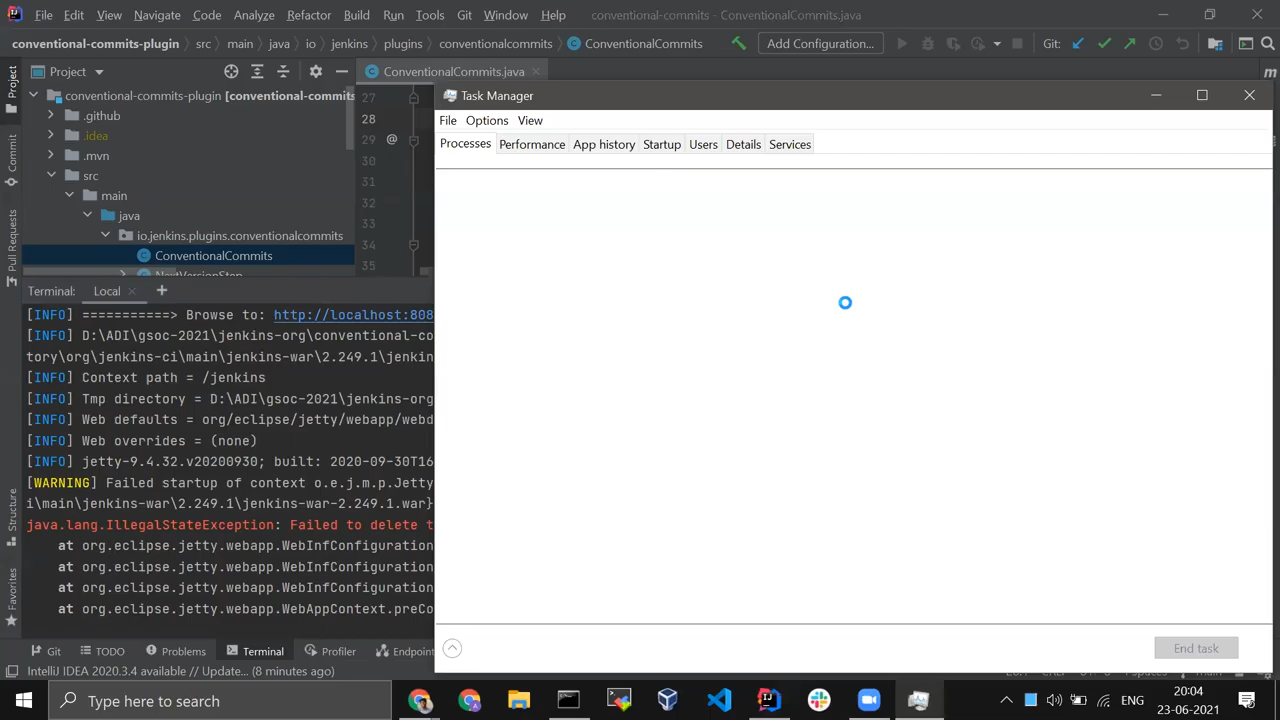 File Edit View Navigate Code Analyze Refactor Build Run Tools Git Window Help conventional-commits - ConventionalCommits.java
conventional-commits-plugin src main java io jenkins plugins conventionalcommits ConventionalCommits Add Configuration... Git:
Project
Project
ConventionalCommits.java
conventional-commits-plugin [conventional-commits
.github
.idea
.mvn
src
main
java
io.jenkins.plugins.conventionalcommits
ConventionalCommits
NextVersionStep
27
28
29 @
30
31
32
33
34
35
Commit
Pull Requests
Structure
Favorites
m
Task Manager
File Options View
Processes Performance App history Startup Users Details Services
End task
Terminal: Local
[INFO] ===========> Browse to: http://localhost:808
[INFO] D:\ADI\gsoc-2021\jenkins-org\conventional-co
tory\org\jenkins-ci\main\jenkins-war\2.249.1\jenkin
[INFO] Context path = /jenkins
[INFO] Tmp directory = D:\ADI\gsoc-2021\jenkins-org
[INFO] Web defaults = org/eclipse/jetty/webapp/webd
[INFO] Web overrides = (none)
[INFO] jetty-9.4.32.v20200930; built: 2020-09-30T16
[WARNING] Failed startup of context o.e.j.m.p.Jetty
i\main\jenkins-war\2.249.1\jenkins-war-2.249.1.war}
java.lang.IllegalStateException: Failed to delete t
at org.eclipse.jetty.webapp.WebInfConfiguration
at org.eclipse.jetty.webapp.WebInfConfiguration
at org.eclipse.jetty.webapp.WebInfConfiguration
at org.eclipse.jetty.webapp.WebAppContext.preCo
Git TODO Problems Terminal Profiler Endpoint
IntelliJ IDEA 2020.3.4 available // Update... (8 minutes ago)
Type here to search
ENG
20:04
23-06-2021